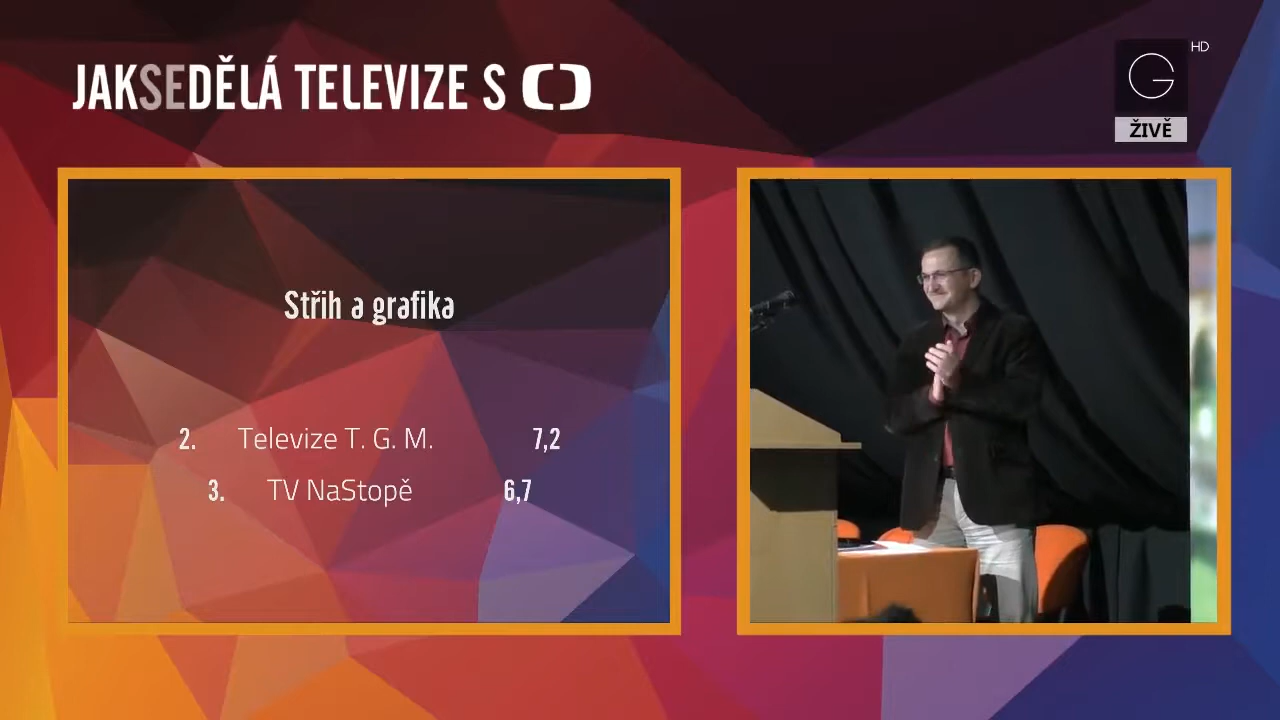 JAKSEDĚLÁ TELEVIZE S
HD
G
ŽIVĚ
Střih a grafika
2. Televize T. G. M. 7,2
3. TV NaStopě 6,7